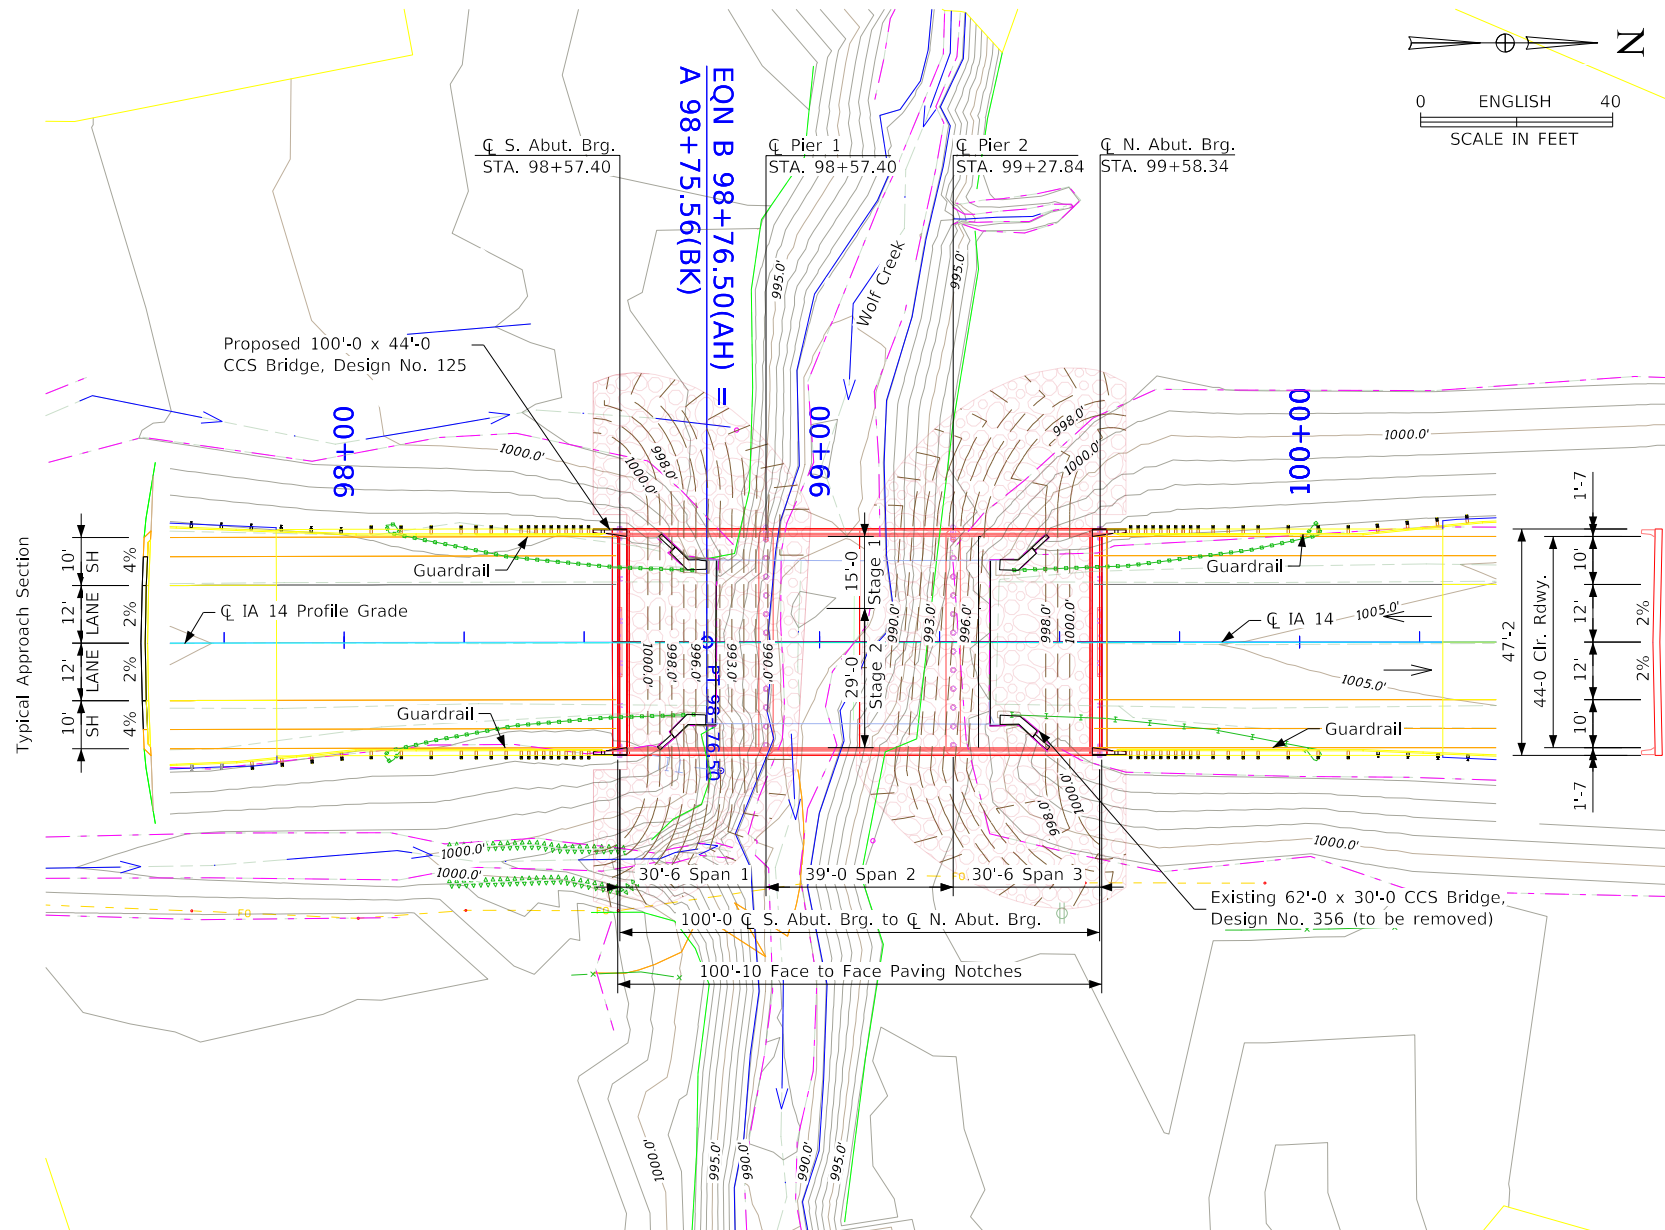 N
0 ENGLISH 40
SCALE IN FEET
EQN B 98+76.50(AH) =
A 98+75.56(BK)
℄ S. Abut. Brg.
STA. 98+57.40
℄ Pier 1
STA. 98+57.40
℄ Pier 2
STA. 99+27.84
℄ N. Abut. Brg.
STA. 99+58.34
995.0'
995.0'
Wolf Creek
Proposed 100'-0 x 44'-0
CCS Bridge, Design No. 125
98+00
99+00
100+00
1000.0'
1000.0'
998.0'
998.0'
1000.0'
1000.0'
Typical Approach Section
10'
SH
4%
12'
LANE
2%
12'
LANE
2%
10'
SH
4%
Guardrail
Guardrail
℄ IA 14 Profile Grade
℄ IA 14
1005.0'
1005.0'
15'-0
Stage 1
29'-0
Stage 2
1000.0'
998.0'
996.0'
993.0'
990.0'
990.0'
993.0'
996.0'
998.0'
1000.0'
PT 98+76.50
Guardrail
Guardrail
47'-2
44-0 Clr. Rdwy.
1'-7
10'
12'
12'
10'
1'-7
2%
2%
1000.0'
1000.0'
998.0'
1000.0'
1000.0'
FO
FO
30'-6 Span 1
39'-0 Span 2
30'-6 Span 3
100'-0 ℄ S. Abut. Brg. to ℄ N. Abut. Brg.
100'-10 Face to Face Paving Notches
Existing 62'-0 x 30'-0 CCS Bridge,
Design No. 356 (to be removed)
1000.0'
995.0'
990.0'
990.0'
995.0'